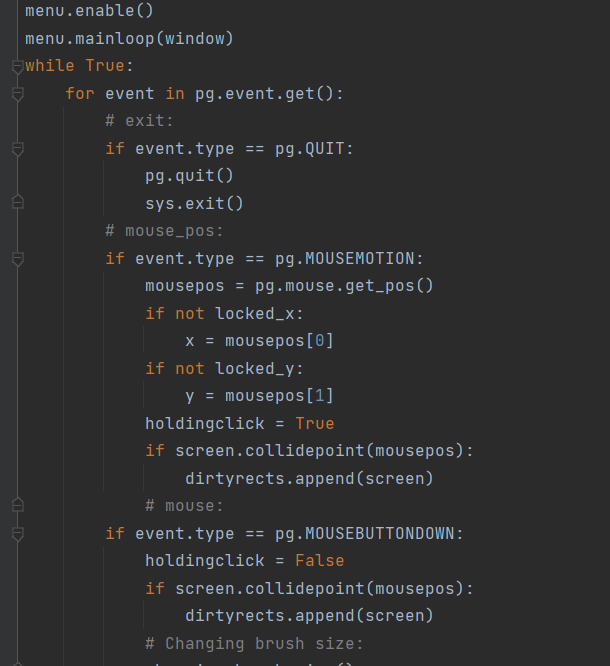 menu.enable()
menu.mainloop(window)
while True:
    for event in pg.event.get():
        # exit:
        if event.type == pg.QUIT:
            pg.quit()
            sys.exit()
        # mouse_pos:
        if event.type == pg.MOUSEMOTION:
            mousepos = pg.mouse.get_pos()
            if not locked_x:
                x = mousepos[0]
            if not locked_y:
                y = mousepos[1]
            holdingclick = True
            if screen.collidepoint(mousepos):
                dirtyrects.append(screen)
            # mouse:
        if event.type == pg.MOUSEBUTTONDOWN:
            holdingclick = False
            if screen.collidepoint(mousepos):
                dirtyrects.append(screen)
            # Changing brush size: